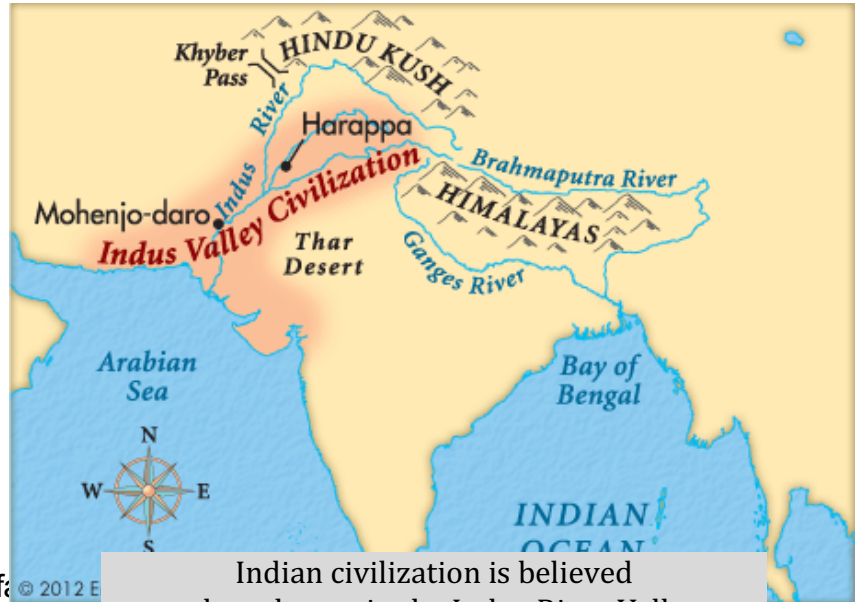 Khyber
Pass
HINDU KUSH
River
Harappa
Indus
Brahmaputra River
Mohenjo-daro
Indus Valley Civilization
HIMALAYAS
Thar
Desert
Ganges River
Arabian
Sea
Bay of
Bengal
N
W
E
S
INDIAN
OCEAN
© 2012 E
Indian civilization is believed